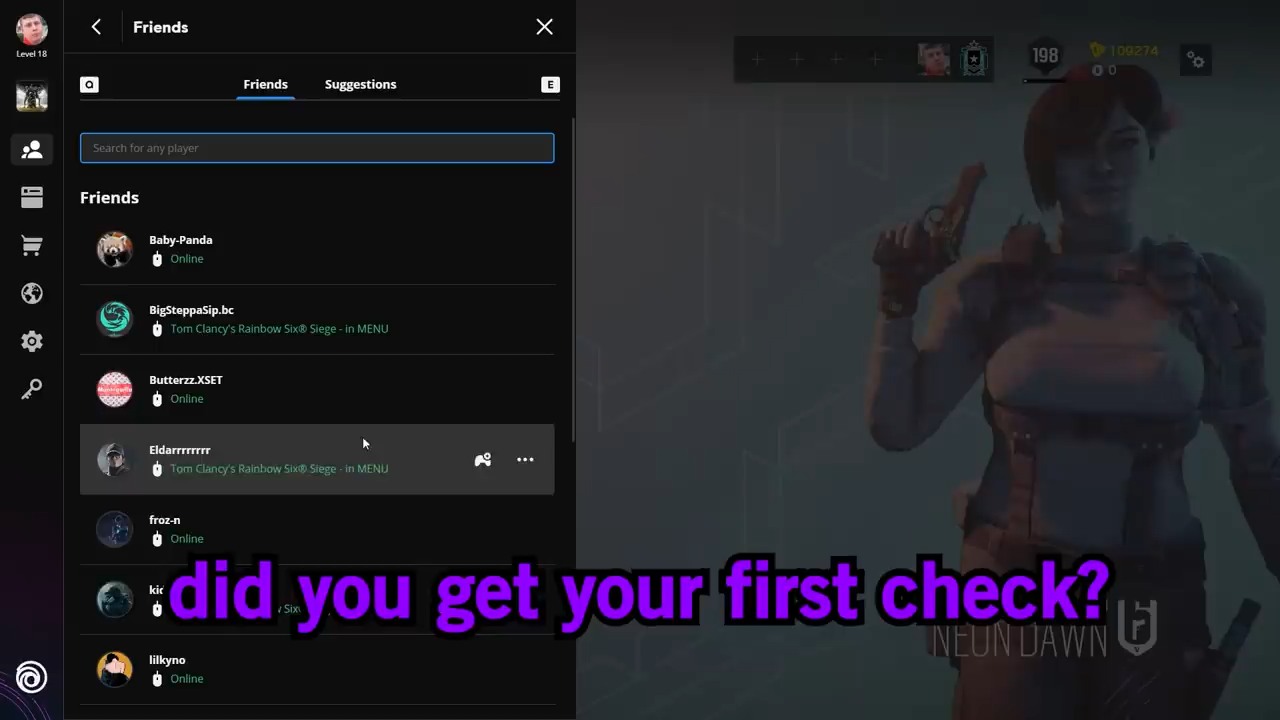 Friends
Level 18
Q
Friends
Suggestions
E
Search for any player
Friends
Baby-Panda
Online
BigSteppaSip.bc
Tom Clancy's Rainbow Six® Siege - in MENU
Butterzz.XSET
Online
Eldarrrrrrrr
Tom Clancy's Rainbow Six® Siege - in MENU
froz-n
Online
did you get your first check?
lilkyno
Online
198
109274
0
NEON DAWN